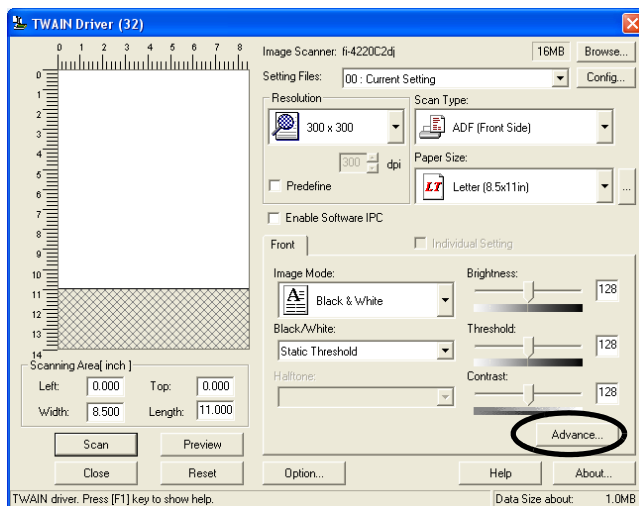 TWAIN Driver (32)
0 1 2 3 4 5 6 7 8
0
1
2
3
4
5
6
7
8
9
10
11
12
13
14
Image Scanner: fi-4220C2dj 16MB Browse...
Setting Files: 00 : Current Setting Config...
Resolution
300 x 300
300 dpi
Predefine
Scan Type:
ADF (Front Side)
Paper Size:
LT Letter (8.5x11in) ...
Enable Software IPC
Front Individual Setting
Image Mode:
A Black & White
Black/White:
Static Threshold
Halftone:
Brightness:
128
Threshold:
128
Contrast:
128
Advance...
Scanning Area[ inch ]
Left: 0.000 Top: 0.000
Width: 8.500 Length: 11.000
Scan Preview
Close Reset Option... Help About...
TWAIN driver. Press [F1] key to show help. Data Size about: 1.0MB